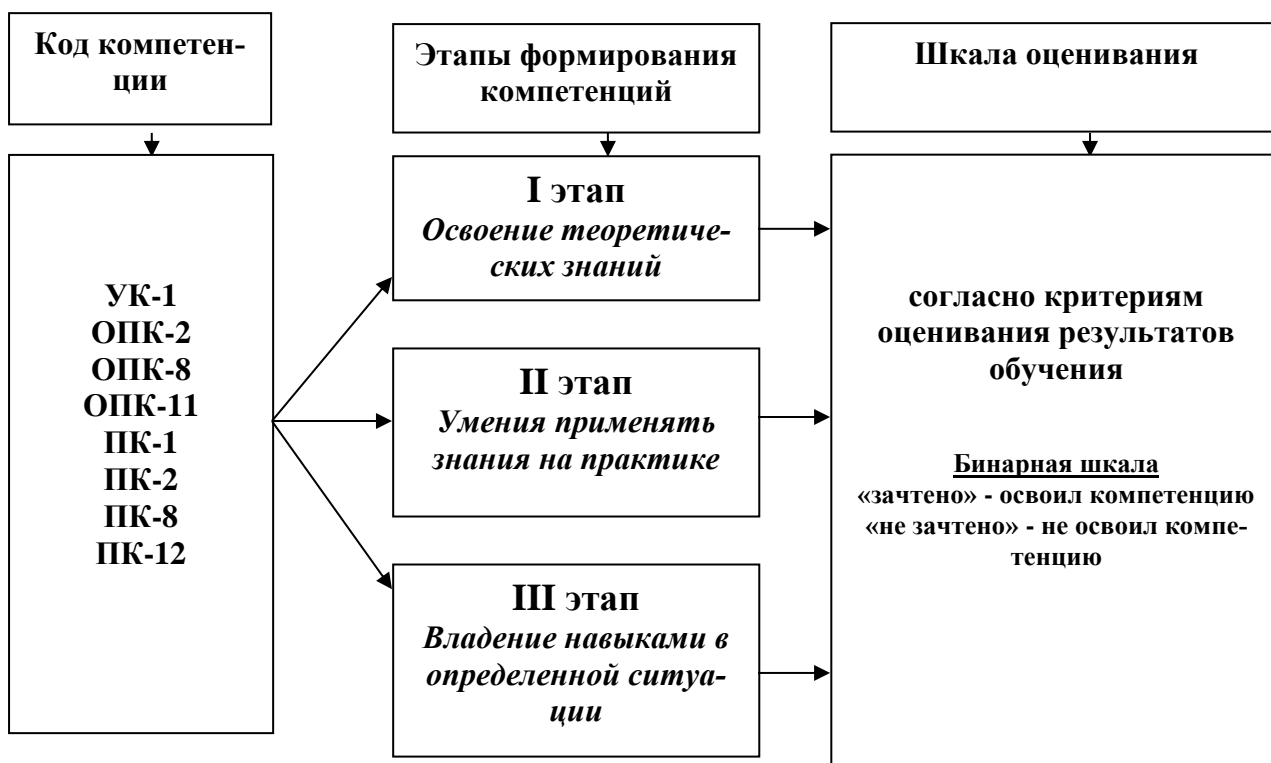 Код компетен-
ции
Этапы формирования
компетенций
Шкала оценивания
УК-1
ОПК-2
ОПК-8
ОПК-11
ПК-1
ПК-2
ПК-8
ПК-12
I этап
Освоение теоретиче-
ских знаний
II этап
Умения применять
знания на практике
III этап
Владение навыками в
определенной ситуа-
ции
согласно критериям
оценивания результатов
обучения
Бинарная шкала
«зачтено» - освоил компетенцию
«не зачтено» - не освоил компе-
тенцию